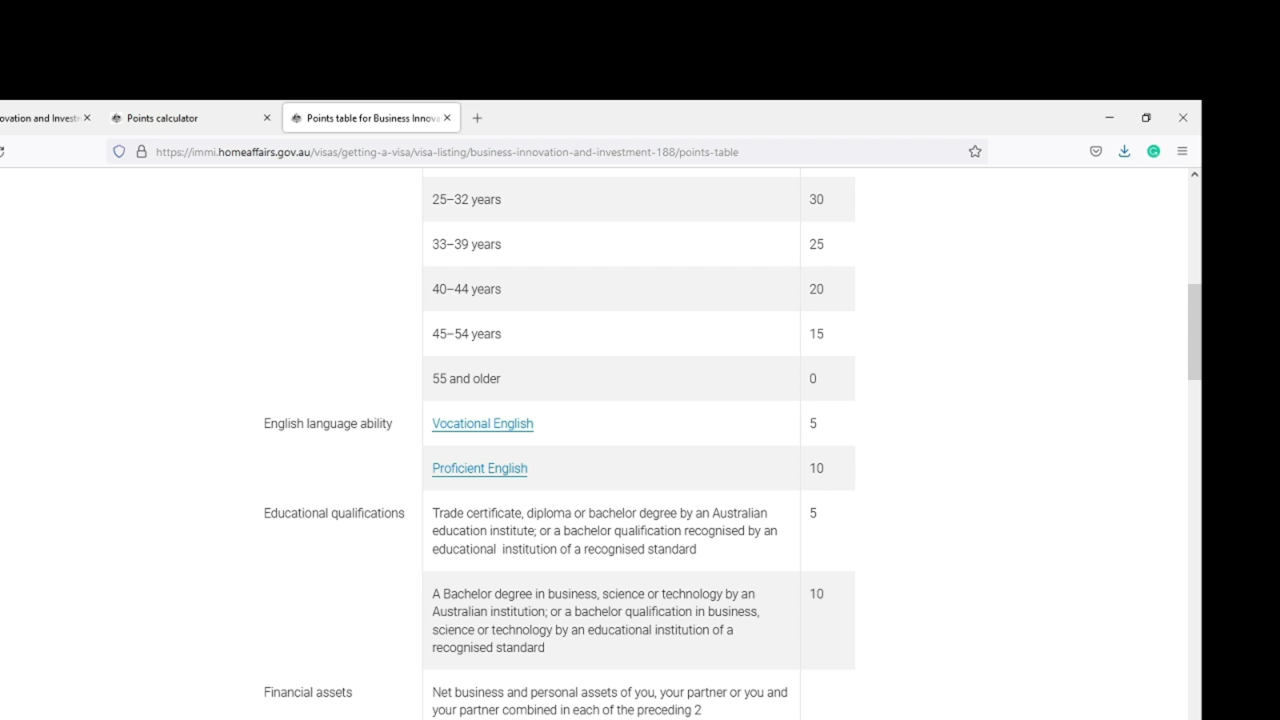 ovation and Invest
Points calculator
Points table for Business Innova
https://immi.homeaffairs.gov.au/visas/getting-a-visa/visa-listing/business-innovation-and-investment-188/points-table
25–32 years 30
33–39 years 25
40–44 years 20
45–54 years 15
55 and older 0
English language ability Vocational English 5
Proficient English 10
Educational qualifications Trade certificate, diploma or bachelor degree by an Australian 5
education institute; or a bachelor qualification recognised by an
educational institution of a recognised standard
A Bachelor degree in business, science or technology by an 10
Australian institution; or a bachelor qualification in business,
science or technology by an educational institution of a
recognised standard
Financial assets Net business and personal assets of you, your partner or you and
your partner combined in each of the preceding 2